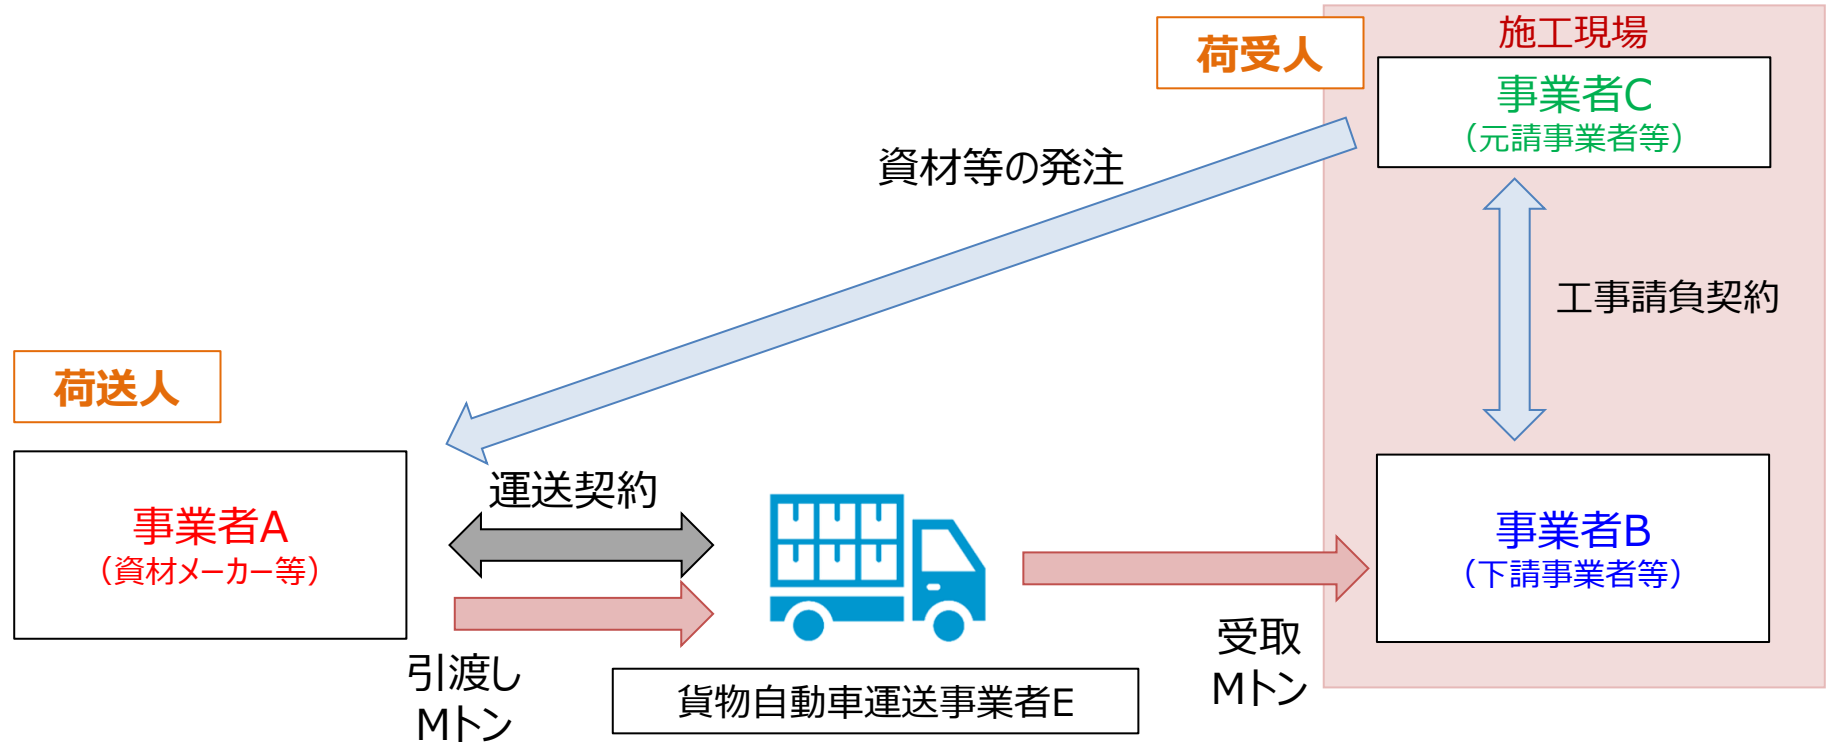 施工現場
荷受人
事業者C
（元請事業者等）
資材等の発注
工事請負契約
荷送人
運送契約
事業者A
（資材メーカー等）
事業者B
（下請事業者等）
引渡し
Mトン
貨物自動車運送事業者E
受取
Mトン